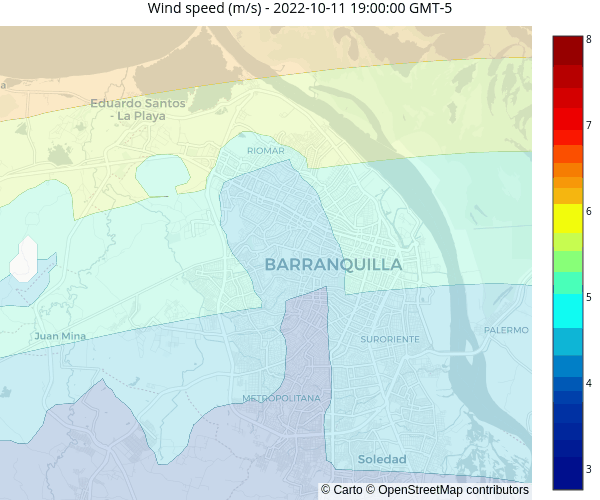 Wind speed (m/s) - 2022-10-11 19:00:00 GMT-5
8
7
5
4
3
a
Eduardo Santos
- La Playa
RIOMAR
BARRANQUILLA
Juan Mina
SURORIENTE
PALERMO
METROPOLITANA
Soledad
© Carto © OpenStreetMap contributors